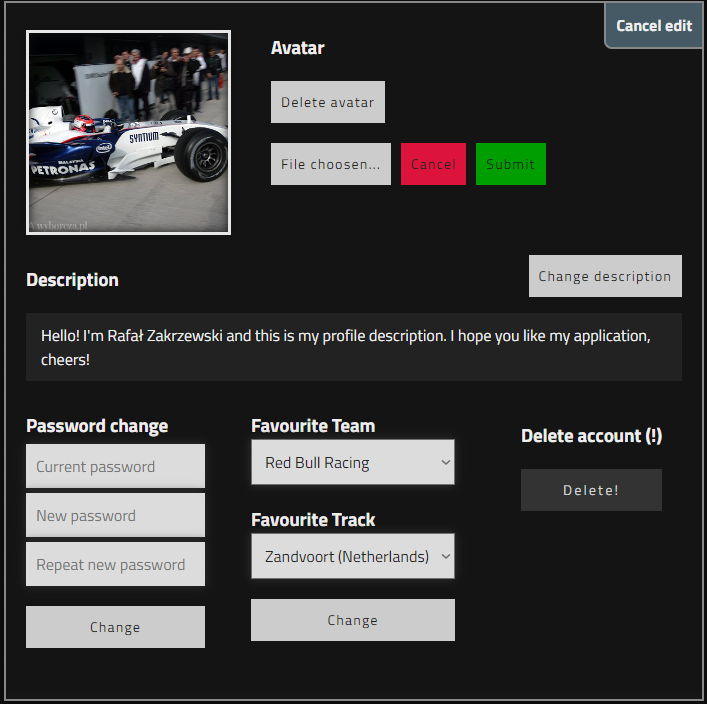 Cancel edit
Avatar
Delete avatar
File choosen...
Cancel
Submit
SYNTIUM
intel
MALAYSIA
PETRONAS
wyborcza.pl
Description
Change description
Hello! I'm Rafał Zakrzewski and this is my profile description. I hope you like my application,
cheers!
Password change
Current password
New password
Repeat new password
Change
Favourite Team
Red Bull Racing
Favourite Track
Zandvoort (Netherlands)
Change
Delete account (!)
Delete!